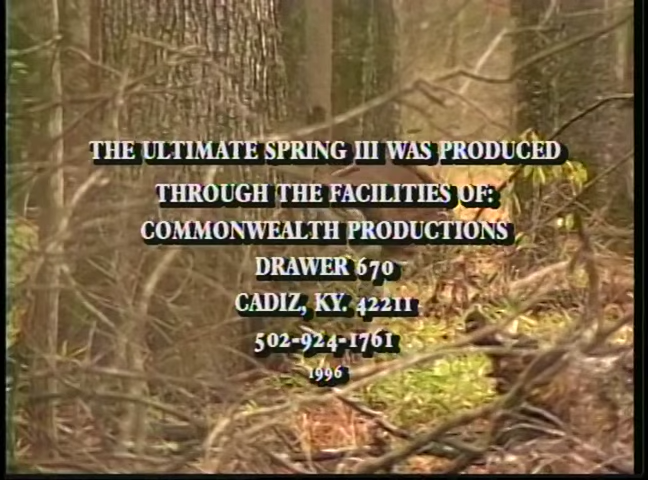 THE ULTIMATE SPRING III WAS PRODUCED
THROUGH THE FACILITIES OF:
COMMONWEALTH PRODUCTIONS
DRAWER 670
CADIZ, KY. 42211
502-924-1761
1996